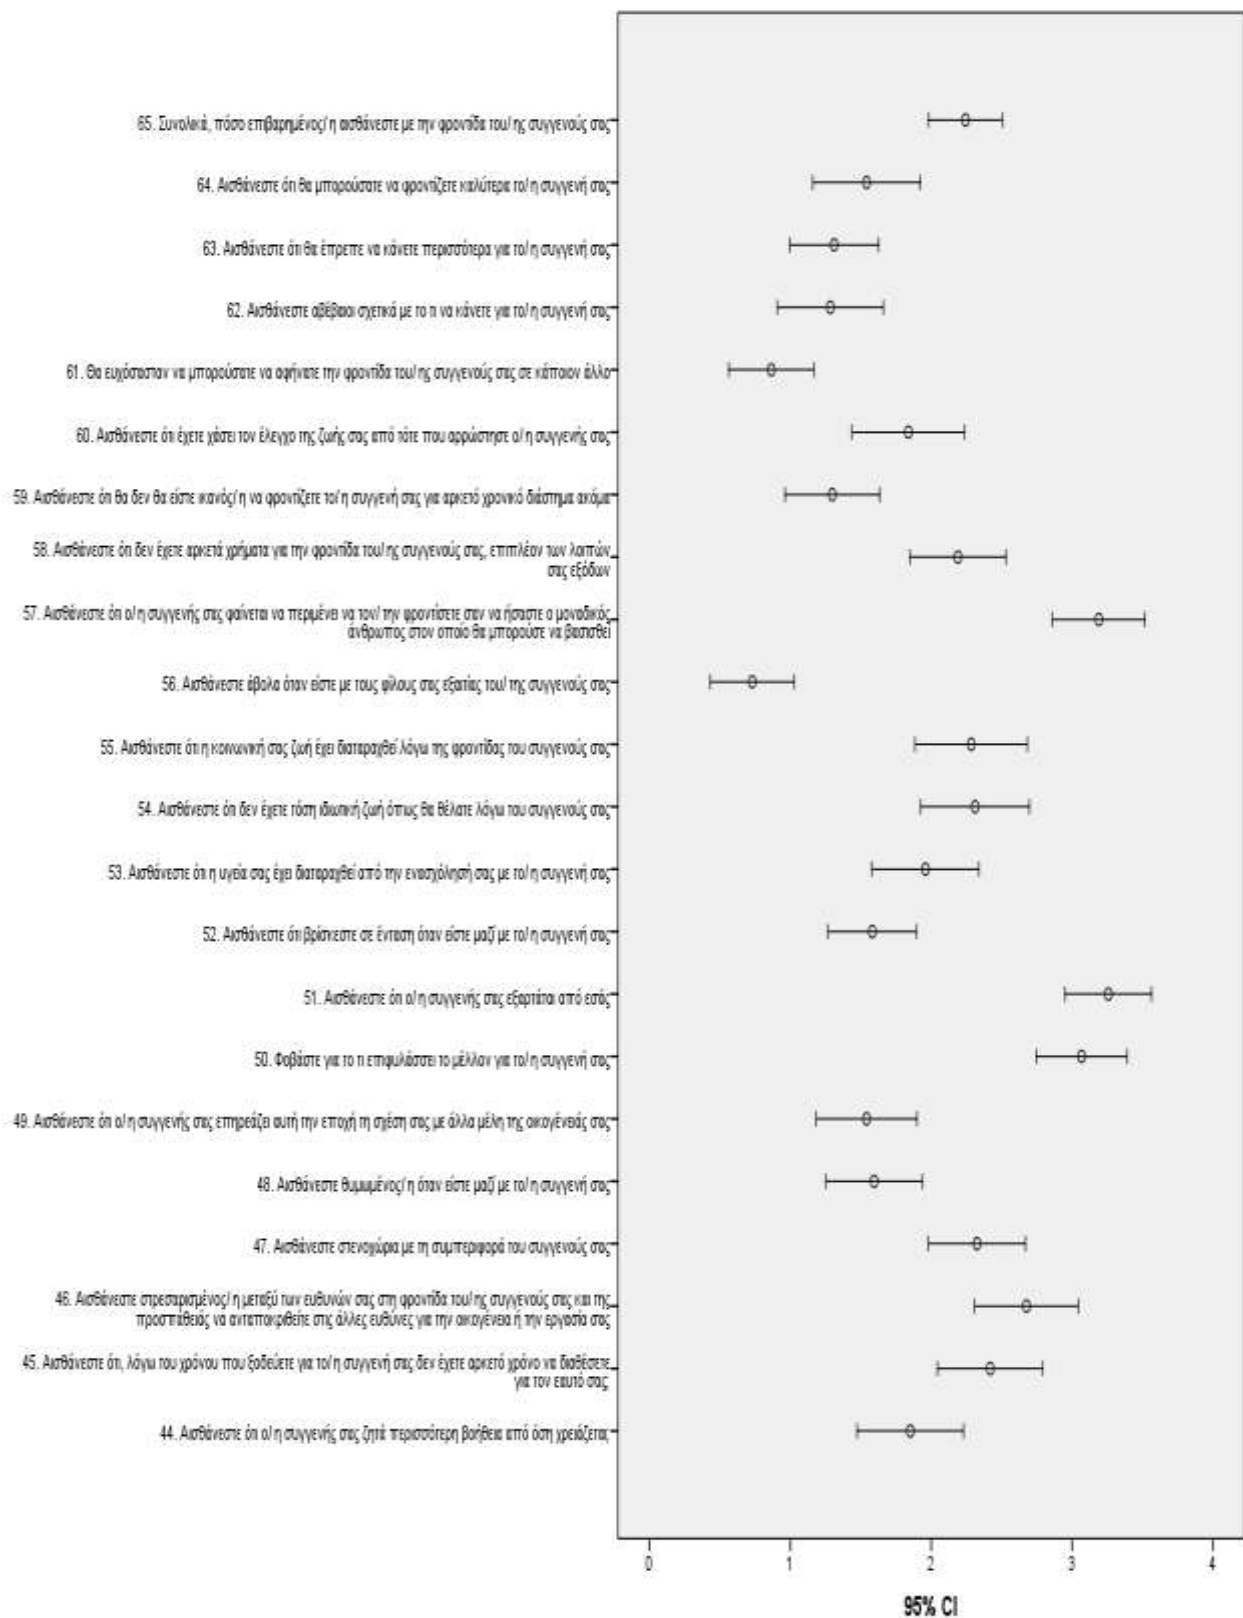 65. Συνολικά, πόσο επιβαρημένος/ η αισθάνεστε με την φροντίδα του/ ης συγγενούς σας
64. Αισθάνεστε ότι θα μπορούσατε να φροντίζετε καλύτερα το/ η συγγενή σας
63. Αισθάνεστε ότι θα έπρεπε να κάνετε περισσότερα για το/ η συγγενή σας
62. Αισθάνεστε αβέβαιοι σχετικά με το τι να κάνετε για το/ η συγγενή σας
61. Θα ευχόσασταν να μπορούσατε να αφήνατε την φροντίδα του/ ης συγγενούς σας σε κάποιον άλλο
60. Αισθάνεστε ότι έχετε χάσει τον έλεγχο της ζωής σας από τότε που αρρώστησε ο/ η συγγενής σας
59. Αισθάνεστε ότι θα δεν θα είστε ικανός/ η να φροντίζετε το/ η συγγενή σας για αρκετό χρονικό διάστημα ακόμα
58. Αισθάνεστε ότι δεν έχετε αρκετά χρήματα για την φροντίδα του/ ης συγγενούς σας, επιπλέον των λοιπών
σας εξόδων
57. Αισθάνεστε ότι ο/ η συγγενής σας φαίνεται να περιμένει να τον/ την φροντίσετε σαν να ήσαστε ο μοναδικός
άνθρωπος στον οποίο θα μπορούσε να βασισθεί
56. Αισθάνεστε άβολα όταν είστε με τους φίλους σας εξαιτίας του/ της συγγενούς σας
55. Αισθάνεστε ότι η κοινωνική σας ζωή έχει διαταραχθεί λόγω της φροντίδας του συγγενούς σας
54. Αισθάνεστε ότι δεν έχετε τόση ιδιωτική ζωή όπως θα θέλατε λόγω του συγγενούς σας
53. Αισθάνεστε ότι η υγεία σας έχει διαταραχθεί από την ενασχόλησή σας με το/ η συγγενή σας
52. Αισθάνεστε ότι βρίσκεστε σε ένταση όταν είστε μαζί με το/ η συγγενή σας
51. Αισθάνεστε ότι ο/ η συγγενής σας εξαρτάται από εσάς
50. Φοβάστε για το τι επιφυλάσσει το μέλλον για το/ η συγγενή σας
49. Αισθάνεστε ότι ο/ η συγγενής σας επηρεάζει αυτή την εποχή τη σχέση σας με άλλα μέλη της οικογένειάς σας
48. Αισθάνεστε θυμωμένος/ η όταν είστε μαζί με το/ η συγγενή σας
47. Αισθάνεστε στενοχώρια με τη συμπεριφορά του συγγενούς σας
46. Αισθάνεστε στρεσαρισμένος/ η μεταξύ των ευθυνών σας στη φροντίδα του/ ης συγγενούς σας και της
προσπάθειάς να ανταποκριθείτε στις άλλες ευθύνες για την οικογένεια ή την εργασία σας
45. Αισθάνεστε ότι, λόγω του χρόνου που ξοδεύετε για το/ η συγγενή σας δεν έχετε αρκετό χρόνο να διαθέσετε
για τον εαυτό σας
44. Αισθάνεστε ότι ο/ η συγγενής σας ζητά περισσότερη βοήθεια από όση χρειάζεται
0 1 2 3 4
95% CI